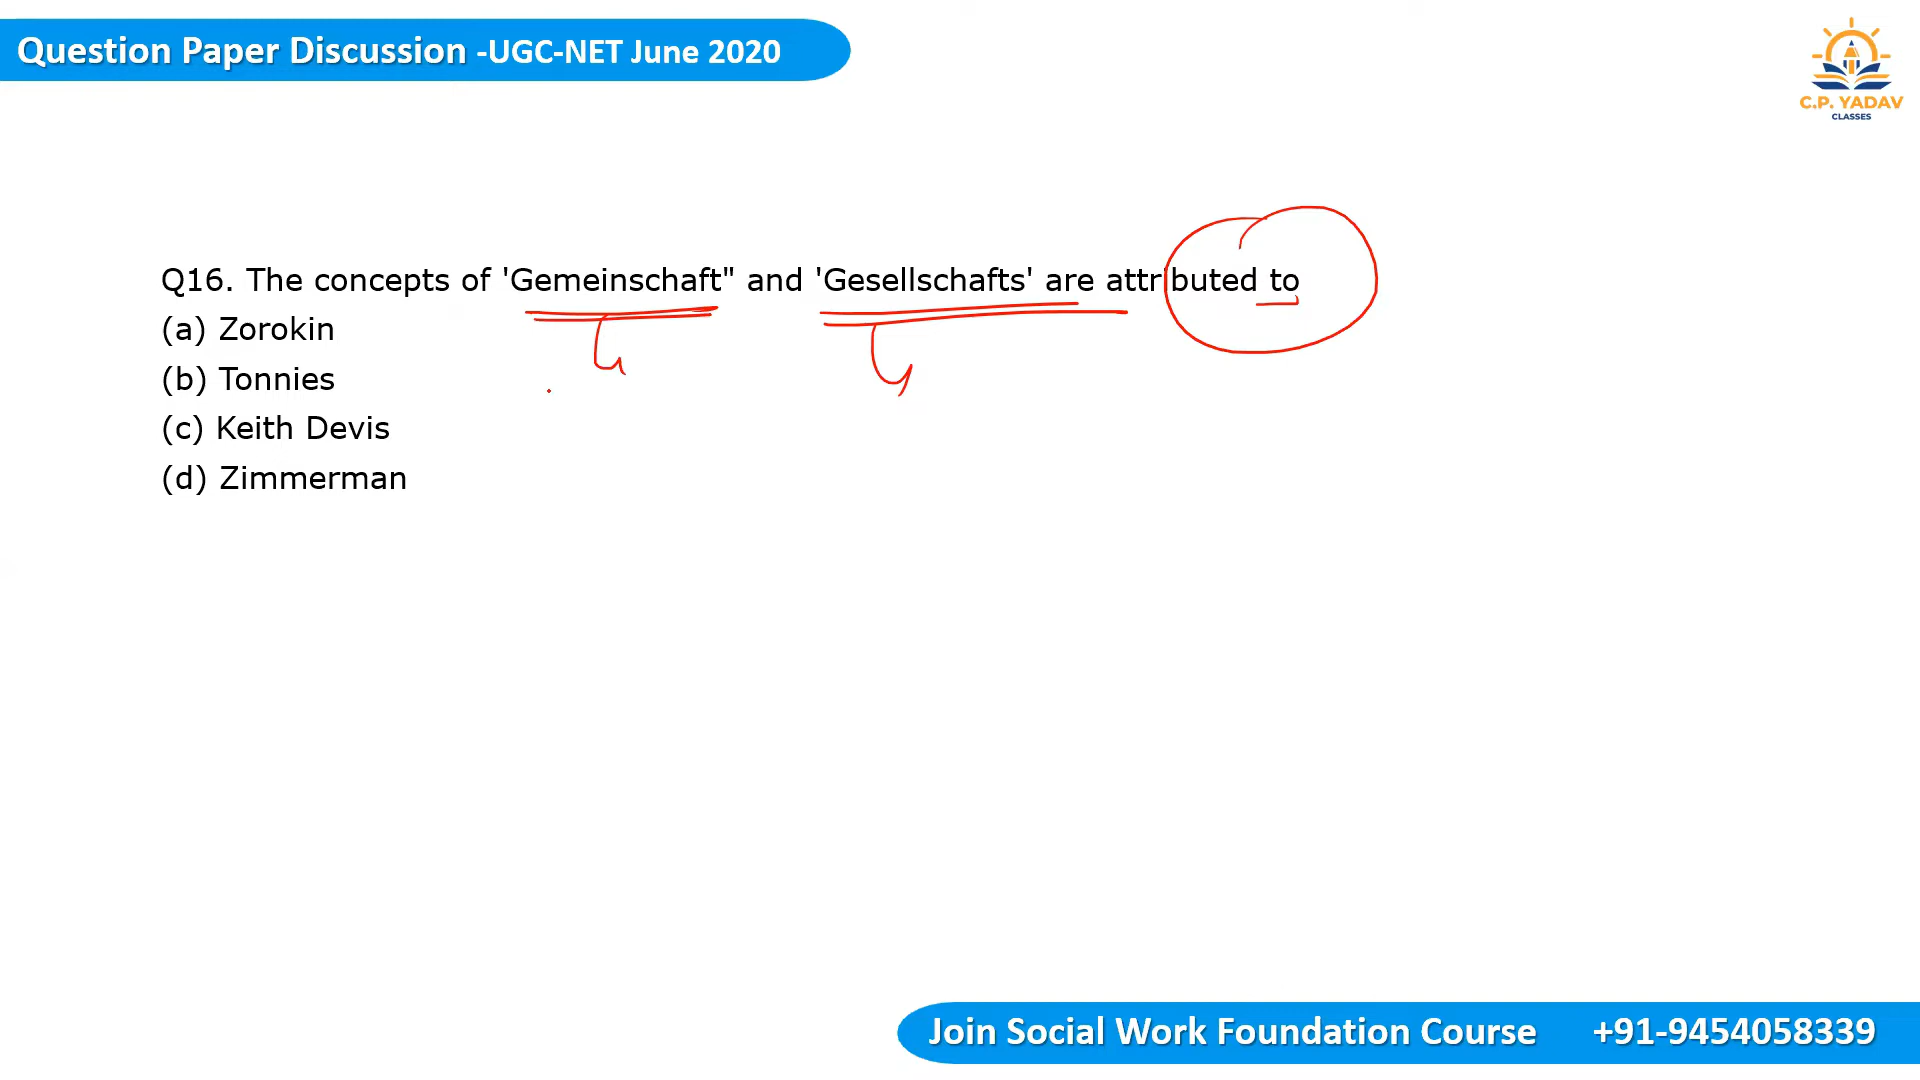 Question Paper Discussion -UGC-NET June 2020
C.P. YADAV
CLASSES
Q16. The concepts of 'Gemeinschaft" and 'Gesellschafts' are attributed to
(a) Zorokin
(b) Tonnies
(c) Keith Devis
(d) Zimmerman
Join Social Work Foundation Course +91-9454058339